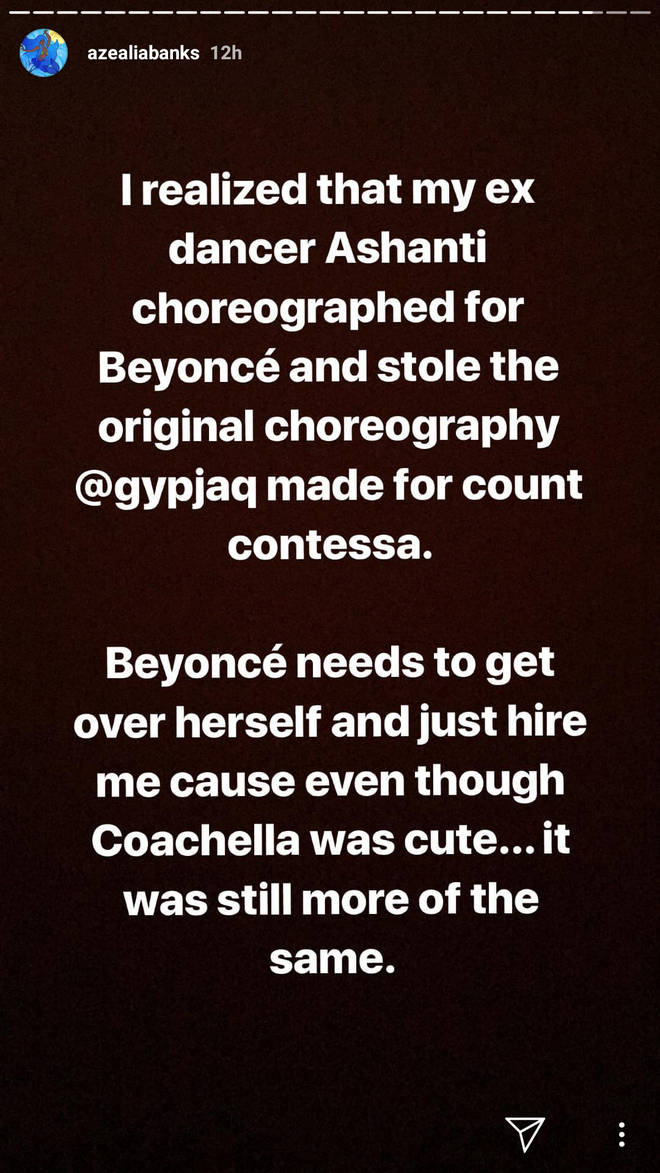 azealiabanks 12h
I realized that my ex
dancer Ashanti
choreographed for
Beyoncé and stole the
original choreography
@gypjaq made for count
contessa.
Beyoncé needs to get
over herself and just hire
me cause even though
Coachella was cute... it
was still more of the
same.